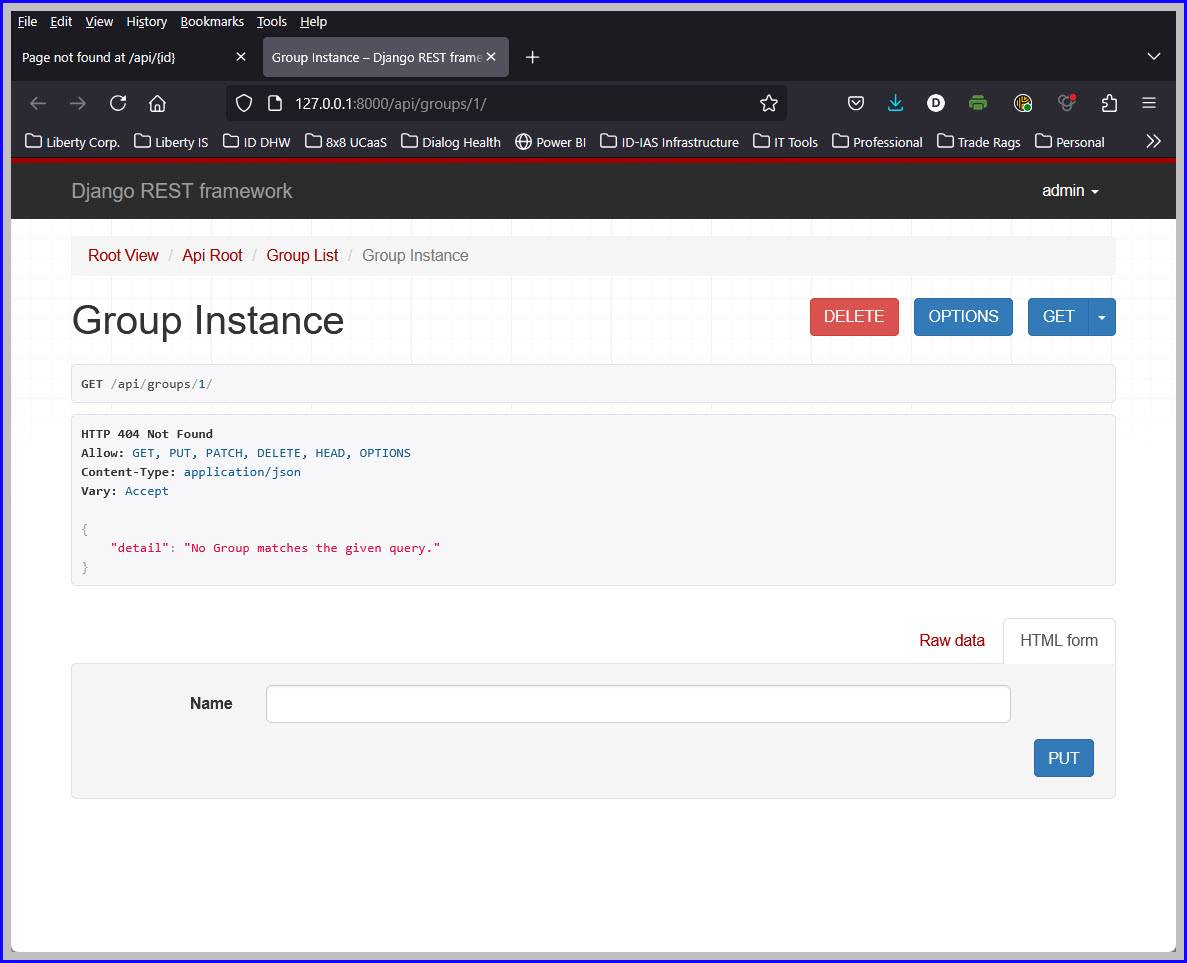 File Edit View History Bookmarks Tools Help
Page not found at /api/{id}
Group Instance – Django REST frame
127.0.0.1:8000/api/groups/1/
D
Liberty Corp. Liberty IS ID DHW 8x8 UCaaS Dialog Health Power BI ID-IAS Infrastructure IT Tools Professional Trade Rags Personal
Django REST framework admin
Root View / Api Root / Group List / Group Instance
Group Instance DELETE OPTIONS GET
GET /api/groups/1/
HTTP 404 Not Found
Allow: GET, PUT, PATCH, DELETE, HEAD, OPTIONS
Content-Type: application/json
Vary: Accept
{
"detail": "No Group matches the given query."
}
Raw data HTML form
Name
PUT